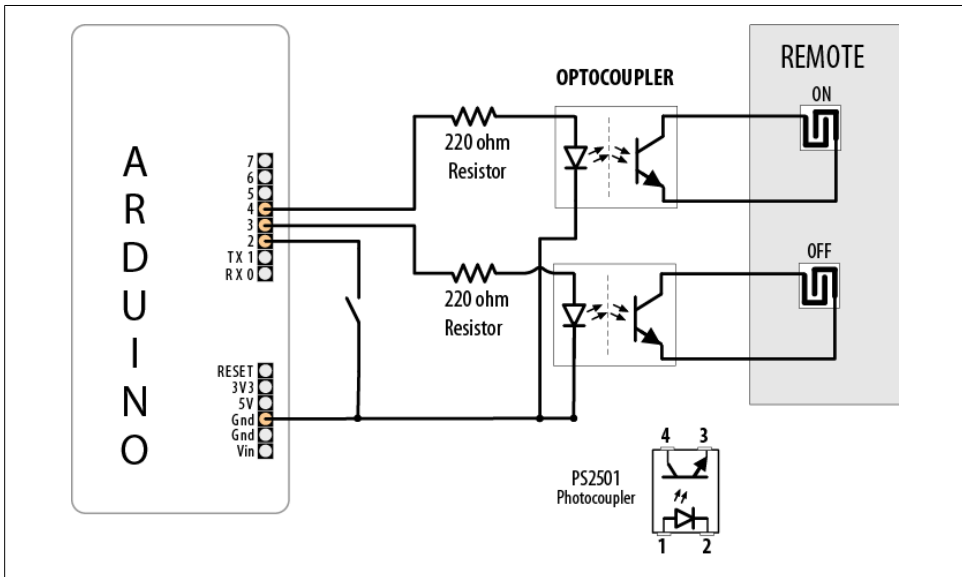 ARDUINO
7
6
5
4
3
2
TX 1
RX 0
RESET
3V3
5V
Gnd
Gnd
Vin
220 ohm
Resistor
220 ohm
Resistor
OPTOCOUPLER
REMOTE
ON
OFF
PS2501
Photocoupler
4 3
1 2